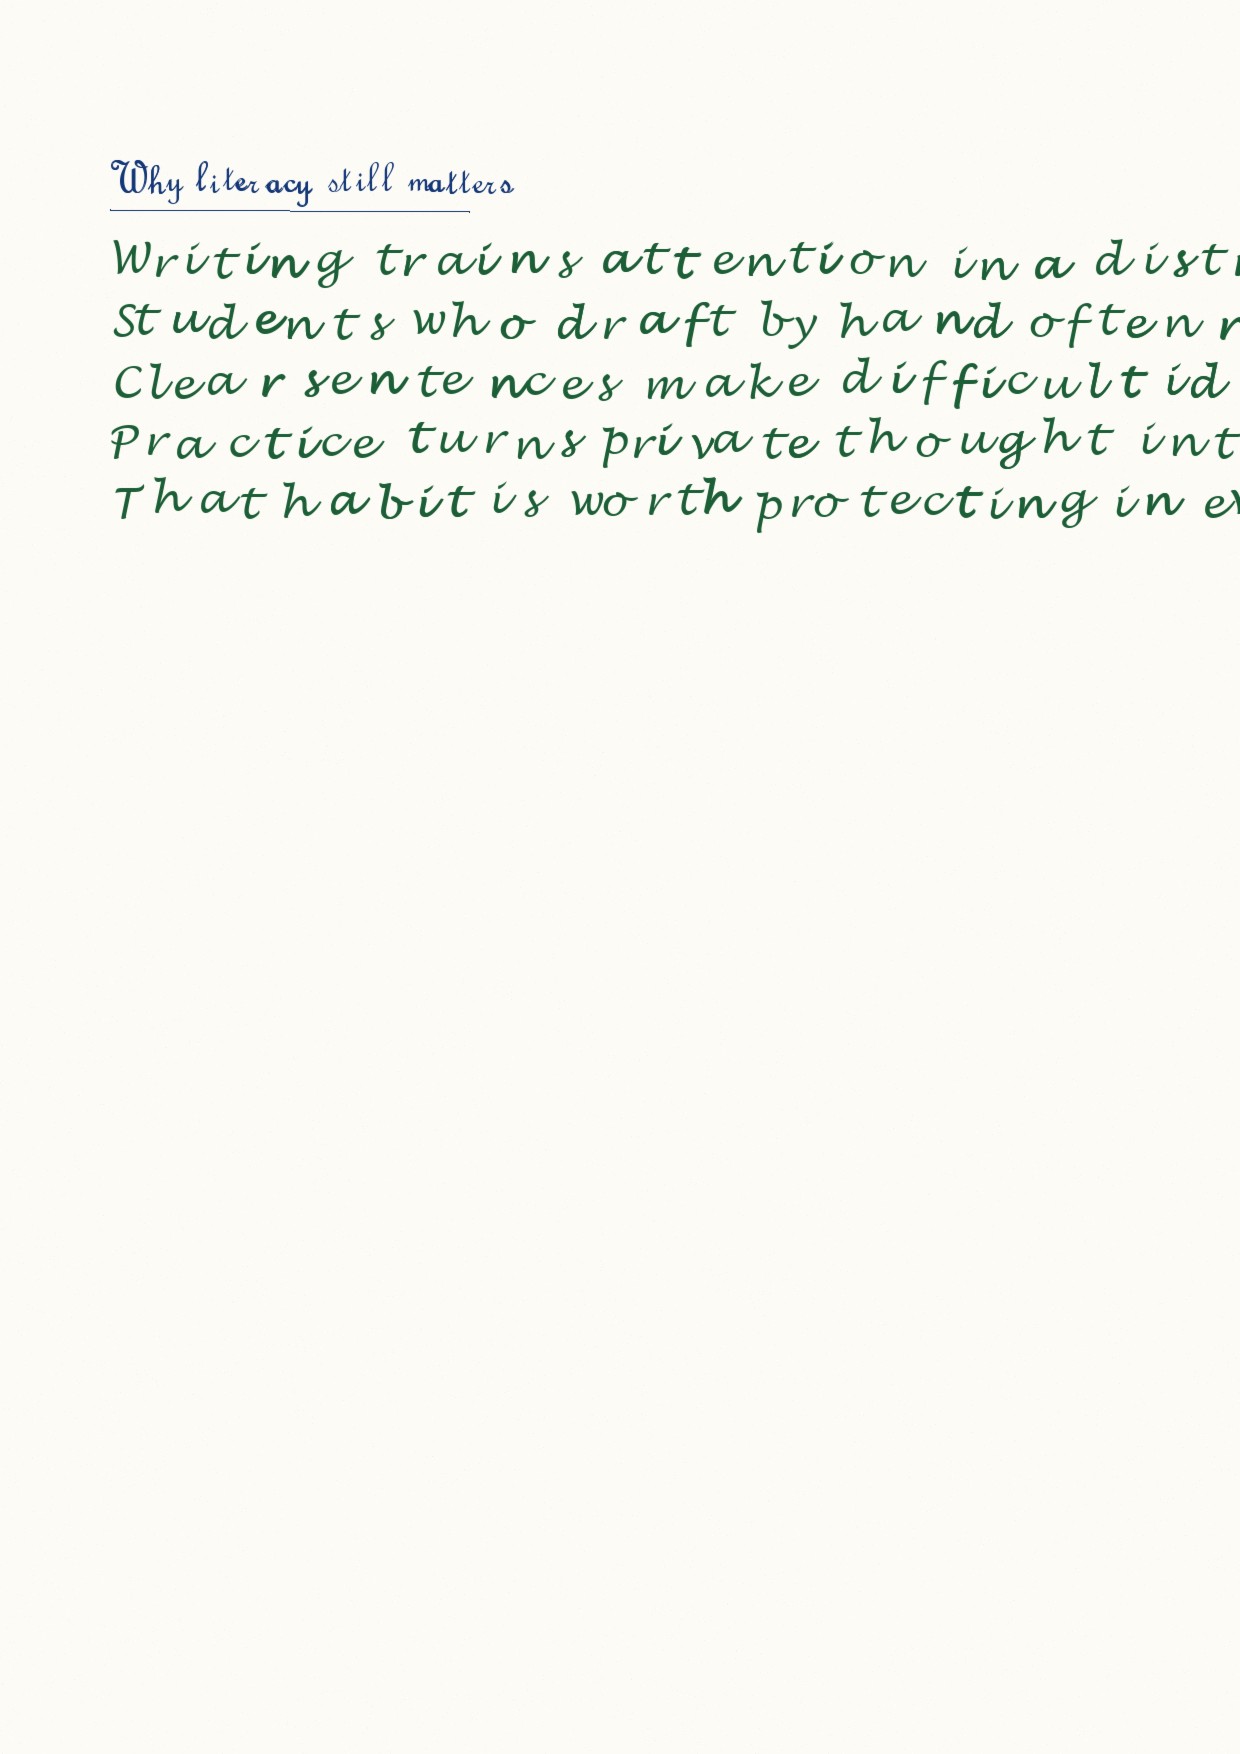 Why literacy still matters
Writing trains attention in a
Students who draft by hand often
Clear sentences make difficult
Practice turns private thought
That habit is worth protecting in